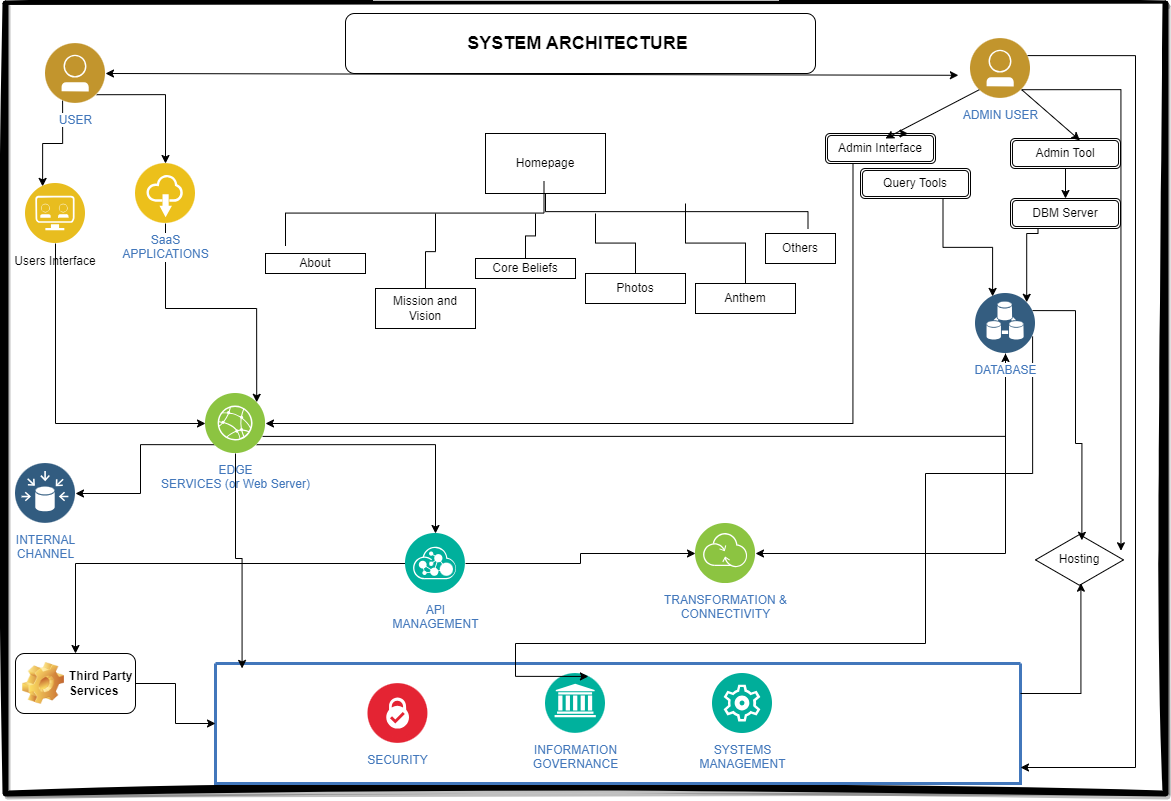 SYSTEM ARCHITECTURE
USER
ADMIN USER
Homepage
Admin Interface
Admin Tool
Query Tools
DBM Server
Users Interface
SaaS
APPLICATIONS
About
Mission and
Vision
Core Beliefs
Photos
Anthem
Others
DATABASE
EDGE
SERVICES (or Web Server)
INTERNAL
CHANNEL
API
MANAGEMENT
TRANSFORMATION &
CONNECTIVITY
Hosting
Third Party
Services
SECURITY
INFORMATION
GOVERNANCE
SYSTEMS
MANAGEMENT